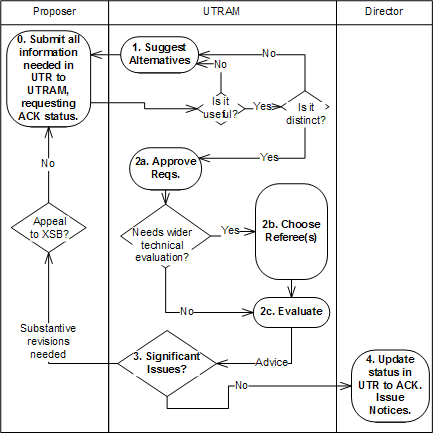 Proposer
UTRAM
Director
0. Submit all
information
needed in
UTR to
UTRAM,
requesting
ACK status.
1. Suggest
Alternatives
No
No
Is it
useful?
Yes
Is it
distinct?
Yes
2a. Approve
Reqs.
No
Appeal
to XSB?
Needs wider
technical
evaluation?
Yes
2b. Choose
Referee(s)
No
2c. Evaluate
Substantive
revisions
needed
3. Significant
Issues?
Advice
No
4. Update
status in
UTR to ACK.
Issue
Notices.